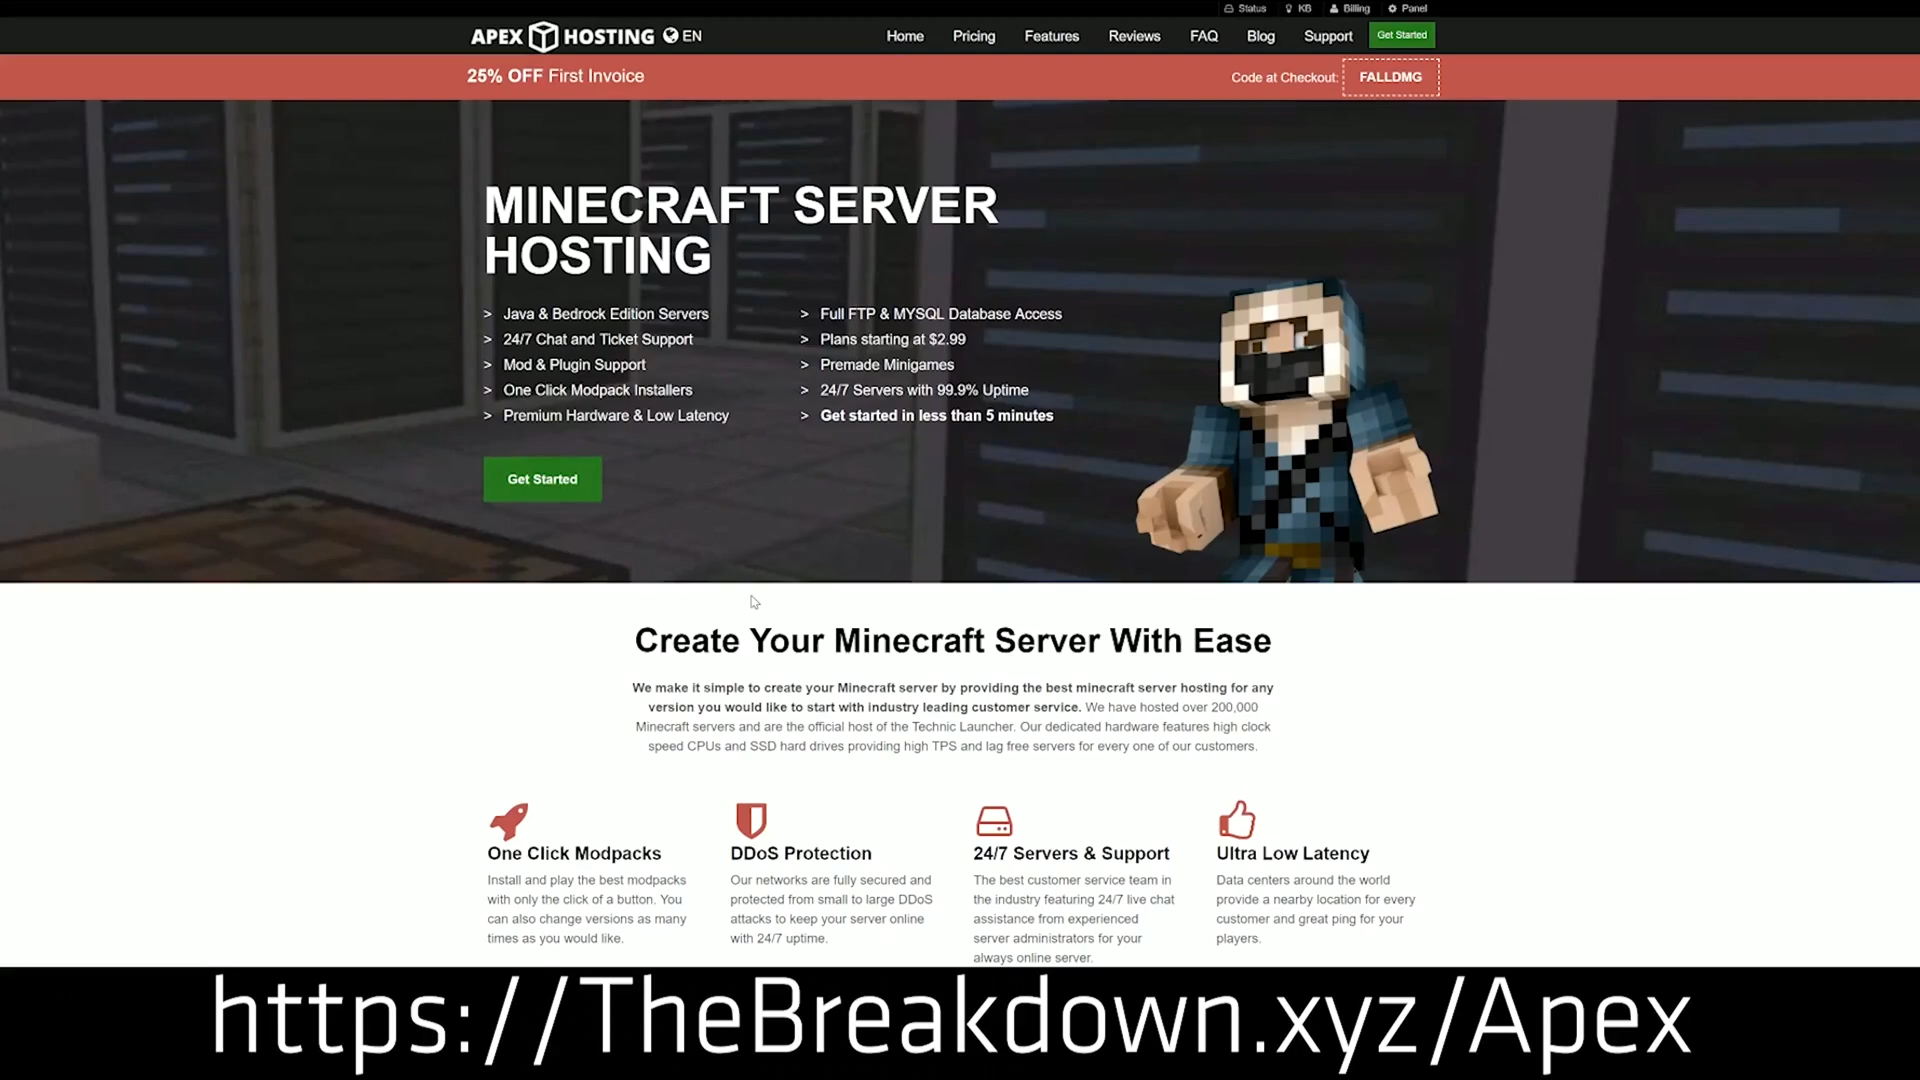 Status KB Billing Panel
APEX HOSTING EN Home Pricing Features Reviews FAQ Blog Support Get Started
25% OFF First Invoice Code at Checkout: FALLDMG
MINECRAFT SERVER
HOSTING
> Java & Bedrock Edition Servers
> 24/7 Chat and Ticket Support
> Mod & Plugin Support
> One Click Modpack Installers
> Premium Hardware & Low Latency
> Full FTP & MYSQL Database Access
> Plans starting at $2.99
> Premade Minigames
> 24/7 Servers with 99.9% Uptime
> Get started in less than 5 minutes
Get Started
Create Your Minecraft Server With Ease
We make it simple to create your Minecraft server by providing the best minecraft server hosting for any
version you would like to start with industry leading customer service. We have hosted over 200,000
Minecraft servers and are the official host of the Technic Launcher. Our dedicated hardware features high clock
speed CPUs and SSD hard drives providing high TPS and lag free servers for every one of our customers.
One Click Modpacks
Install and play the best modpacks
with only the click of a button. You
can also change versions as many
times as you would like.
DDoS Protection
Our networks are fully secured and
protected from small to large DDoS
attacks to keep your server online
with 24/7 uptime.
24/7 Servers & Support
The best customer service team in
the industry featuring 24/7 live chat
assistance from experienced
server administrators for your
always online server.
Ultra Low Latency
Data centers around the world
provide a nearby location for every
customer and great ping for your
players.
https://TheBreakdown.xyz/Apex